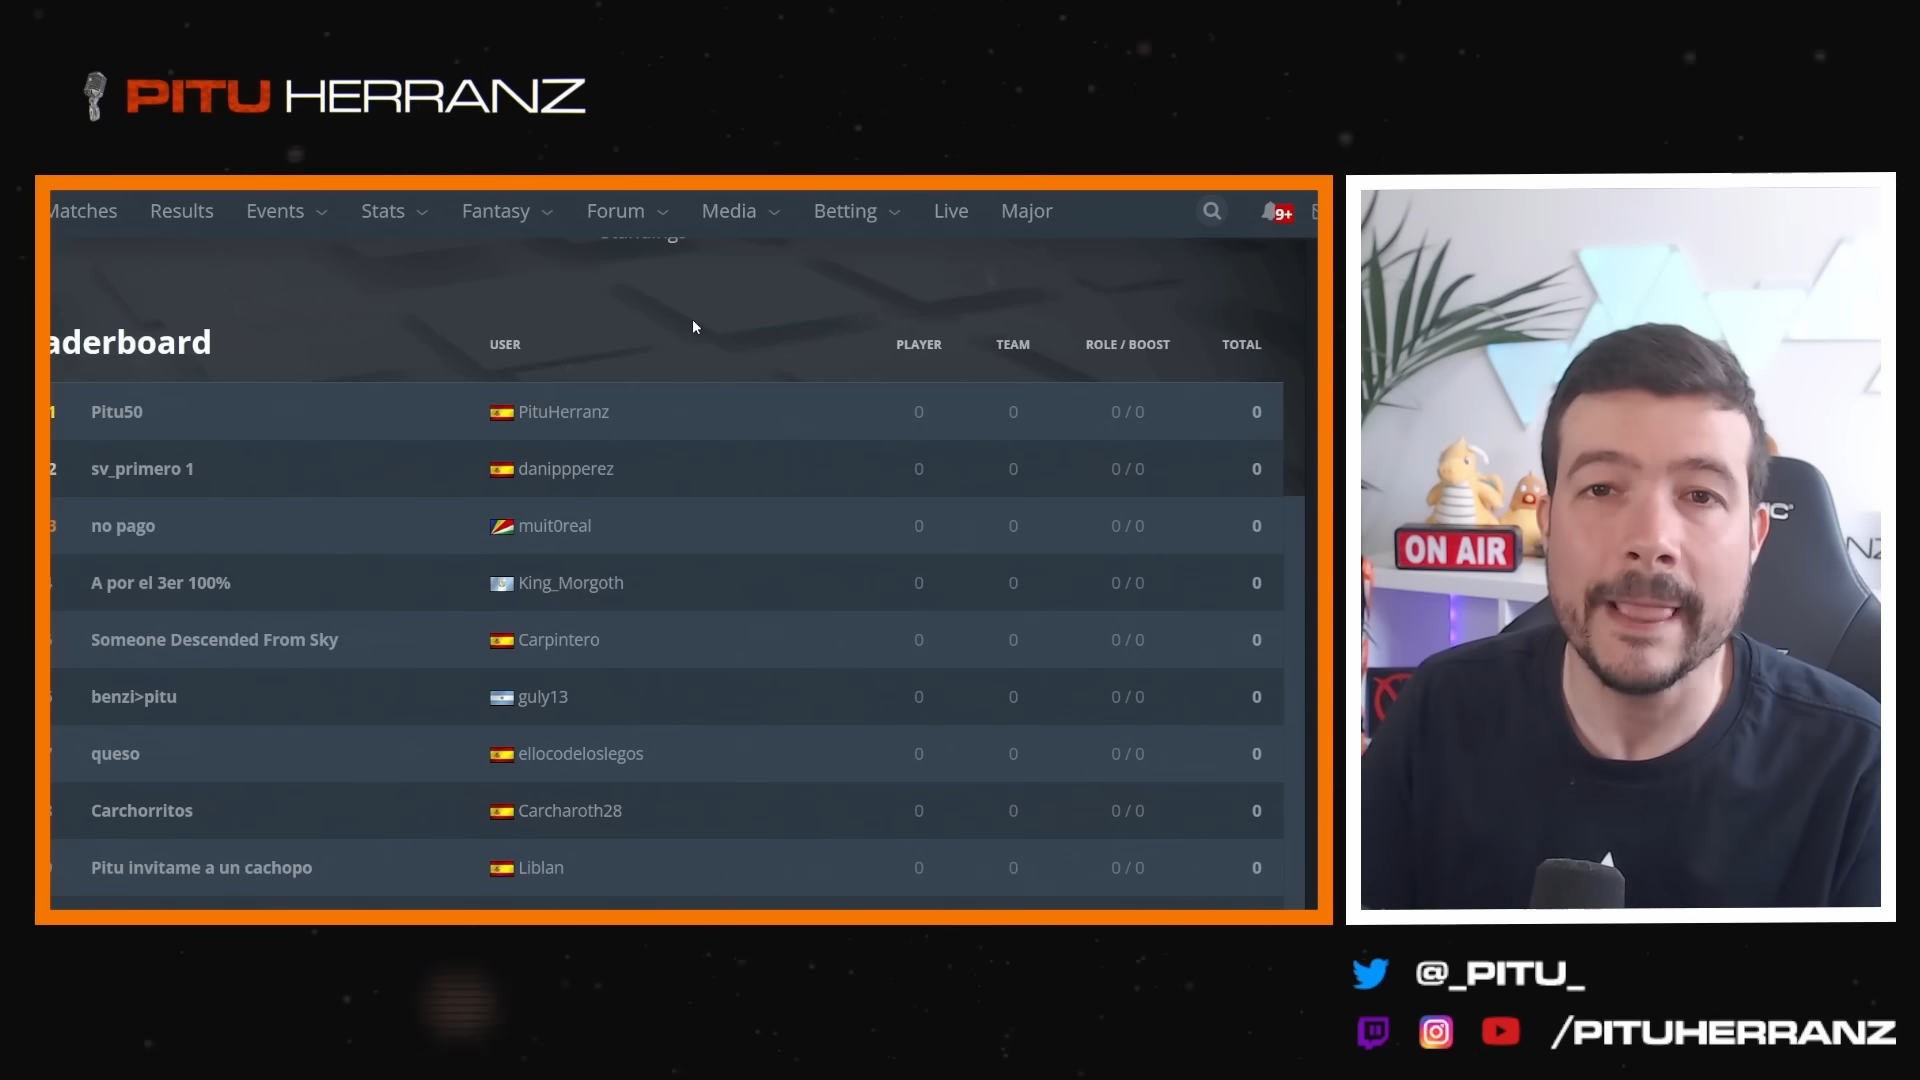 PITU HERRANZ
Matches Results Events Stats Fantasy Forum Media Betting Live Major 9+
Standings
aderboard USER PLAYER TEAM ROLE / BOOST TOTAL
1 Pitu50 PituHerranz 0 0 0 / 0 0
2 sv_primero 1 danippperez 0 0 0 / 0 0
3 no pago muit0real 0 0 0 / 0 0
A por el 3er 100% King_Morgoth 0 0 0 / 0 0
Someone Descended From Sky Carpintero 0 0 0 / 0 0
benzi>pitu guly13 0 0 0 / 0 0
queso ellocodeloslegos 0 0 0 / 0 0
Carchorritos Carcharoth28 0 0 0 / 0 0
Pitu invitame a un cachopo Liblan 0 0 0 / 0 0
ON AIR
NZ
@_PITU_
/PITUHERRANZ